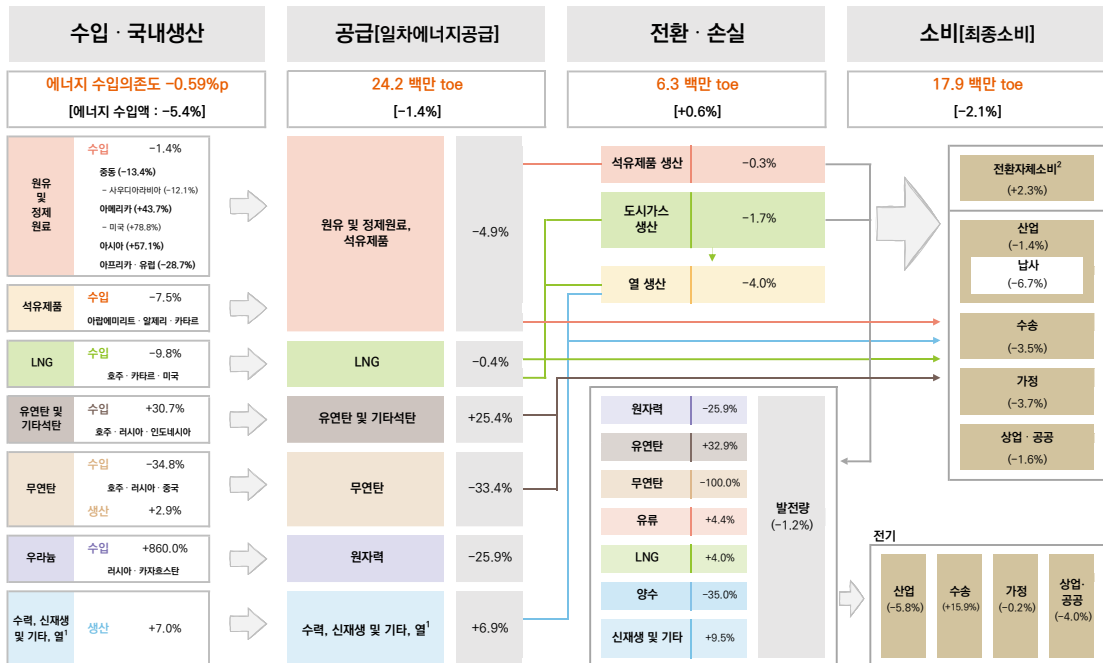 수입 · 국내생산
공급[일차에너지공급]
전환 · 손실
소비[최종소비]
에너지 수입의존도 -0.59%p
[에너지 수입액 : -5.4%]
24.2 백만 toe
[-1.4%]
6.3 백만 toe
[+0.6%]
17.9 백만 toe
[-2.1%]
원유
및
정제
원료
수입 -1.4%
중동 (-13.4%)
- 사우디아라비아 (-12.1%)
아메리카 (+43.7%)
- 미국 (+78.8%)
아시아 (+57.1%)
아프리카 · 유럽 (-28.7%)
석유제품
수입 -7.5%
아랍에미리트 · 알제리 · 카타르
LNG
수입 -9.8%
호주 · 카타르 · 미국
유연탄 및
기타석탄
수입 +30.7%
호주 · 러시아 · 인도네시아
무연탄
수입 -34.8%
호주 · 러시아 · 중국
생산 +2.9%
우라늄
수입 +860.0%
러시아 · 카자흐스탄
수력, 신재생
및 기타, 열1
생산 +7.0%
원유 및 정제원료,
석유제품
-4.9%
LNG
-0.4%
유연탄 및 기타석탄
+25.4%
무연탄
-33.4%
원자력
-25.9%
수력, 신재생 및 기타, 열1
+6.9%
석유제품 생산 -0.3%
도시가스
생산
-1.7%
열 생산 -4.0%
원자력 -25.9%
유연탄 +32.9%
무연탄 -100.0%
유류 +4.4%
LNG +4.0%
양수 -35.0%
신재생 및 기타 +9.5%
발전량
(-1.2%)
전환자체소비2
(+2.3%)
산업
(-1.4%)
납사
(-6.7%)
수송
(-3.5%)
가정
(-3.7%)
상업 · 공공
(-1.6%)
전기
산업
(-5.8%)
수송
(+15.9%)
가정
(-0.2%)
상업·
공공
(-4.0%)